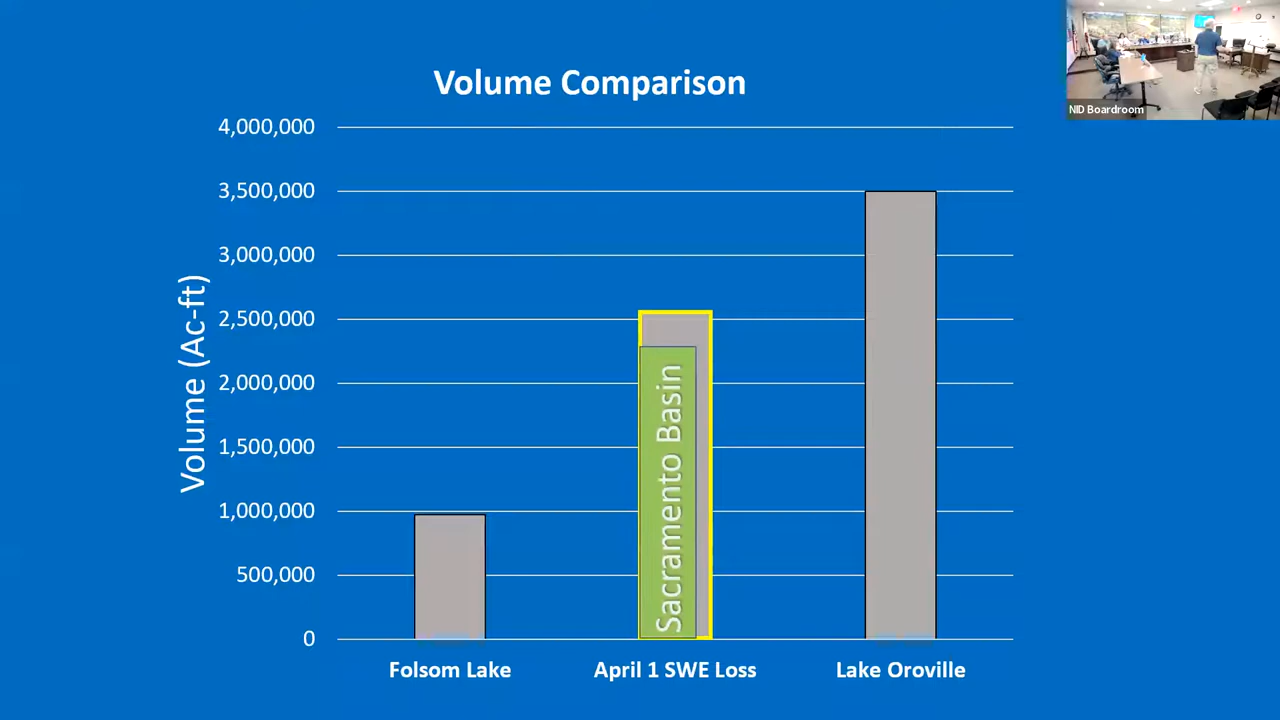 NID Boardroom
Volume Comparison
Volume (Ac-ft)
4,000,000
3,500,000
3,000,000
2,500,000
2,000,000
1,500,000
1,000,000
500,000
0
Sacramento Basin
Folsom Lake
April 1 SWE Loss
Lake Oroville